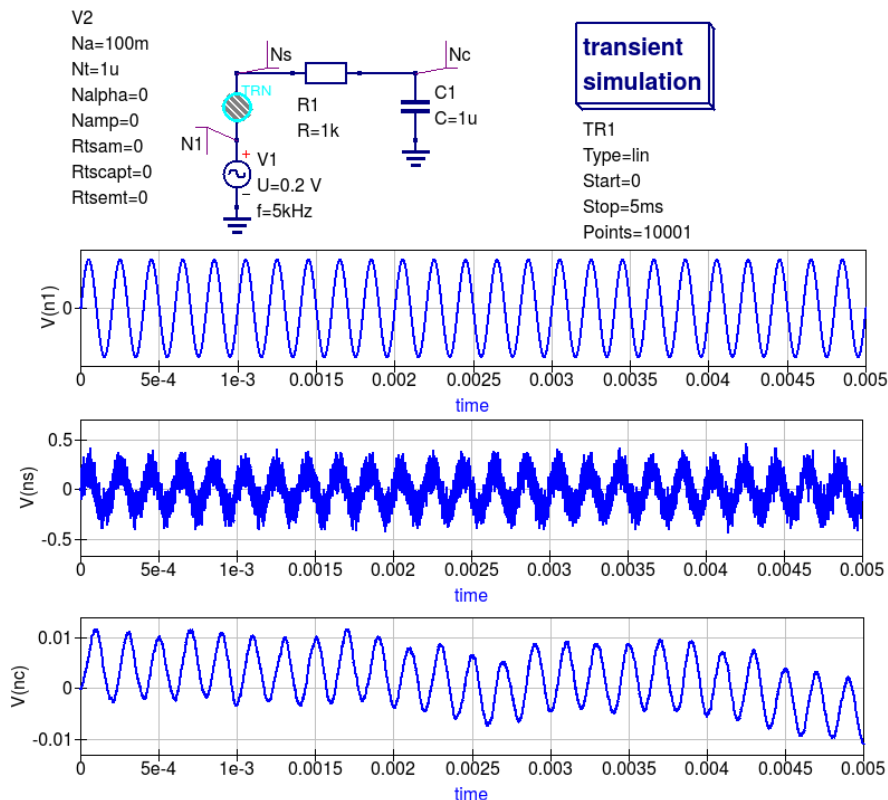 V2
Na=100m
Nt=1u
Nalpha=0
Namp=0
Rtsam=0
Rtscapt=0
Rtsemt=0
TRN
N1
Ns
Nc
R1
R=1k
C1
C=1u
+
V1
−
U=0.2 V
f=5kHz
transient
simulation
TR1
Type=lin
Start=0
Stop=5ms
Points=10001
V(n1)
0
0 5e-4 1e-3 0.0015 0.002 0.0025 0.003 0.0035 0.004 0.0045 0.005
time
V(ns)
0.5
0
-0.5
0 5e-4 1e-3 0.0015 0.002 0.0025 0.003 0.0035 0.004 0.0045 0.005
time
V(nc)
0.01
0
-0.01
0 5e-4 1e-3 0.0015 0.002 0.0025 0.003 0.0035 0.004 0.0045 0.005
time